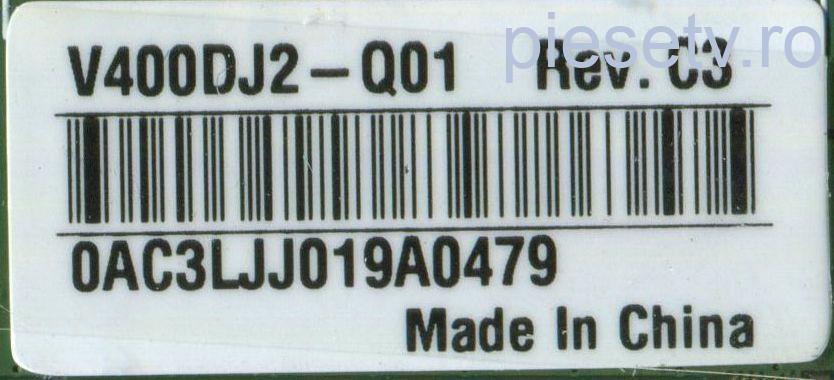 piesetv.ro
V400DJ2-Q01 Rev. C3
0AC3LJJ019A0479
Made In China